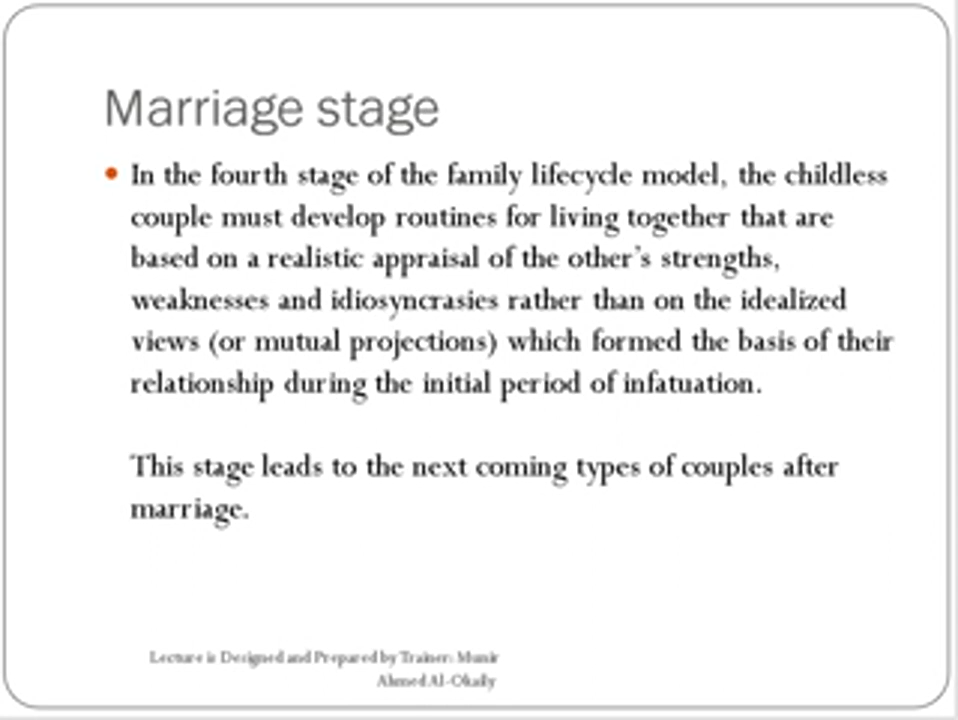 Marriage stage
• In the fourth stage of the family lifecycle model, the childless
couple must develop routines for living together that are
based on a realistic appraisal of the other's strengths,
weaknesses and idiosyncrasies rather than on the idealized
views (or mutual projections) which formed the basis of their
relationship during the initial period of infatuation.
This stage leads to the next coming types of couples after
marriage.
Lecture is Designed and Prepared by Trainer: Munir
Ahmed Al-Okaily